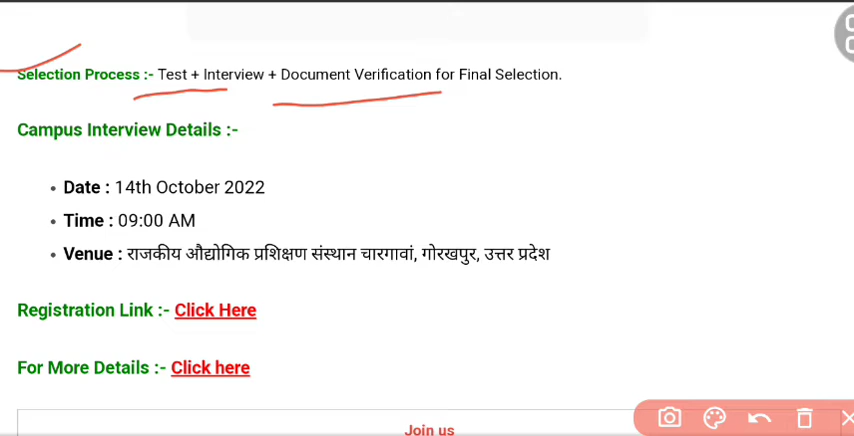 Selection Process :- Test + Interview + Document Verification for Final Selection.
Campus Interview Details :-
Date : 14th October 2022
Time : 09:00 AM
Venue : राजकीय औद्योगिक प्रशिक्षण संस्थान चारगावां, गोरखपुर, उत्तर प्रदेश
Registration Link :- Click Here
For More Details :- Click here
Join us